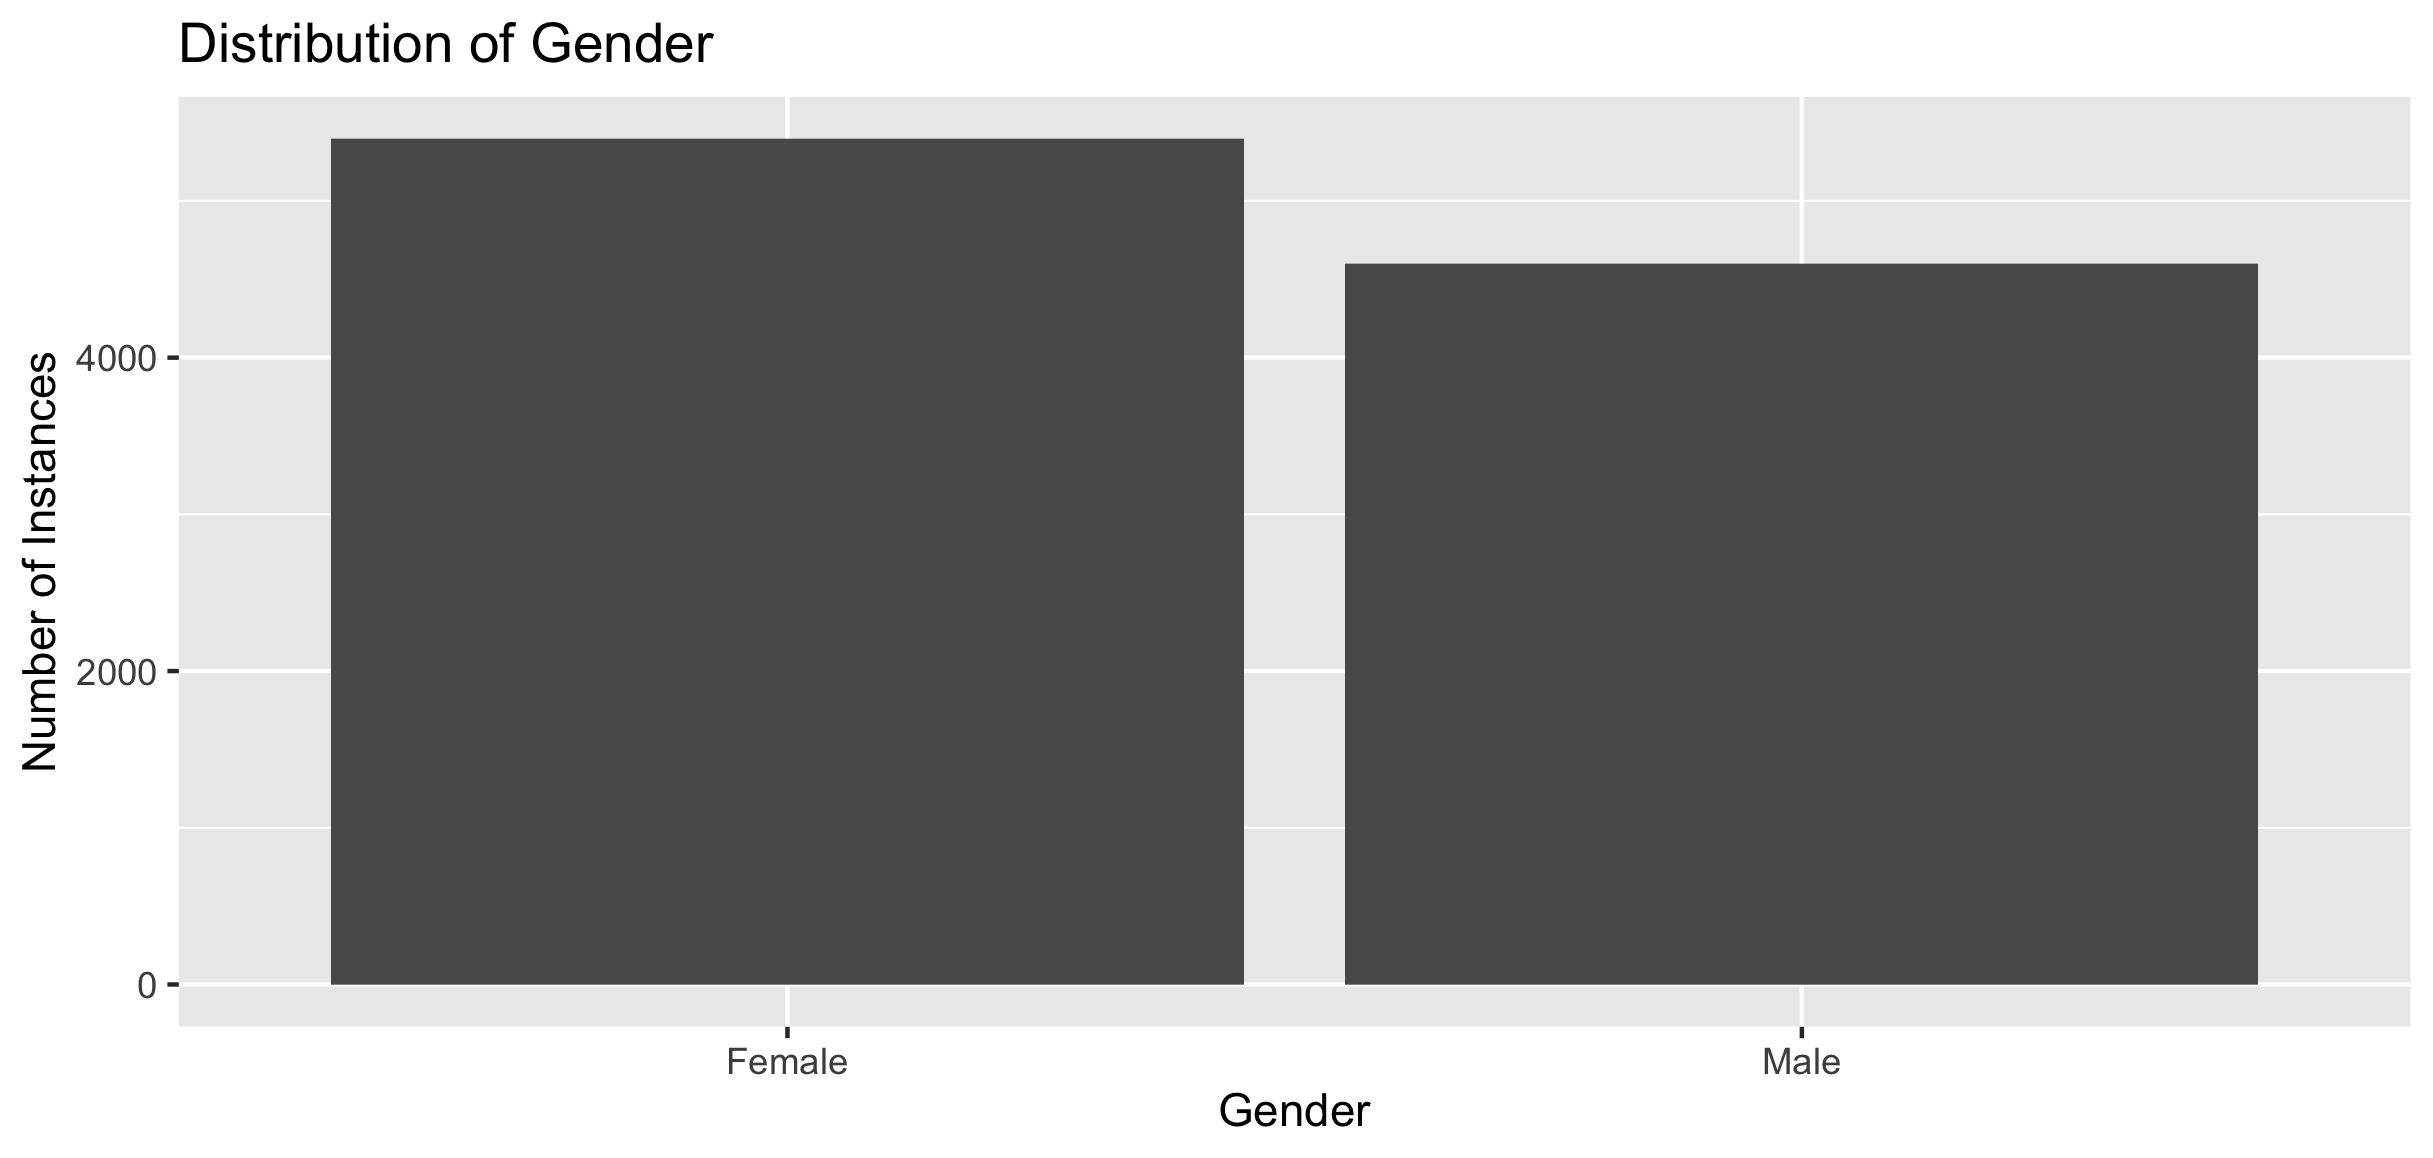 Distribution of Gender
Number of Instances
4000
2000
0
Female
Male
Gender